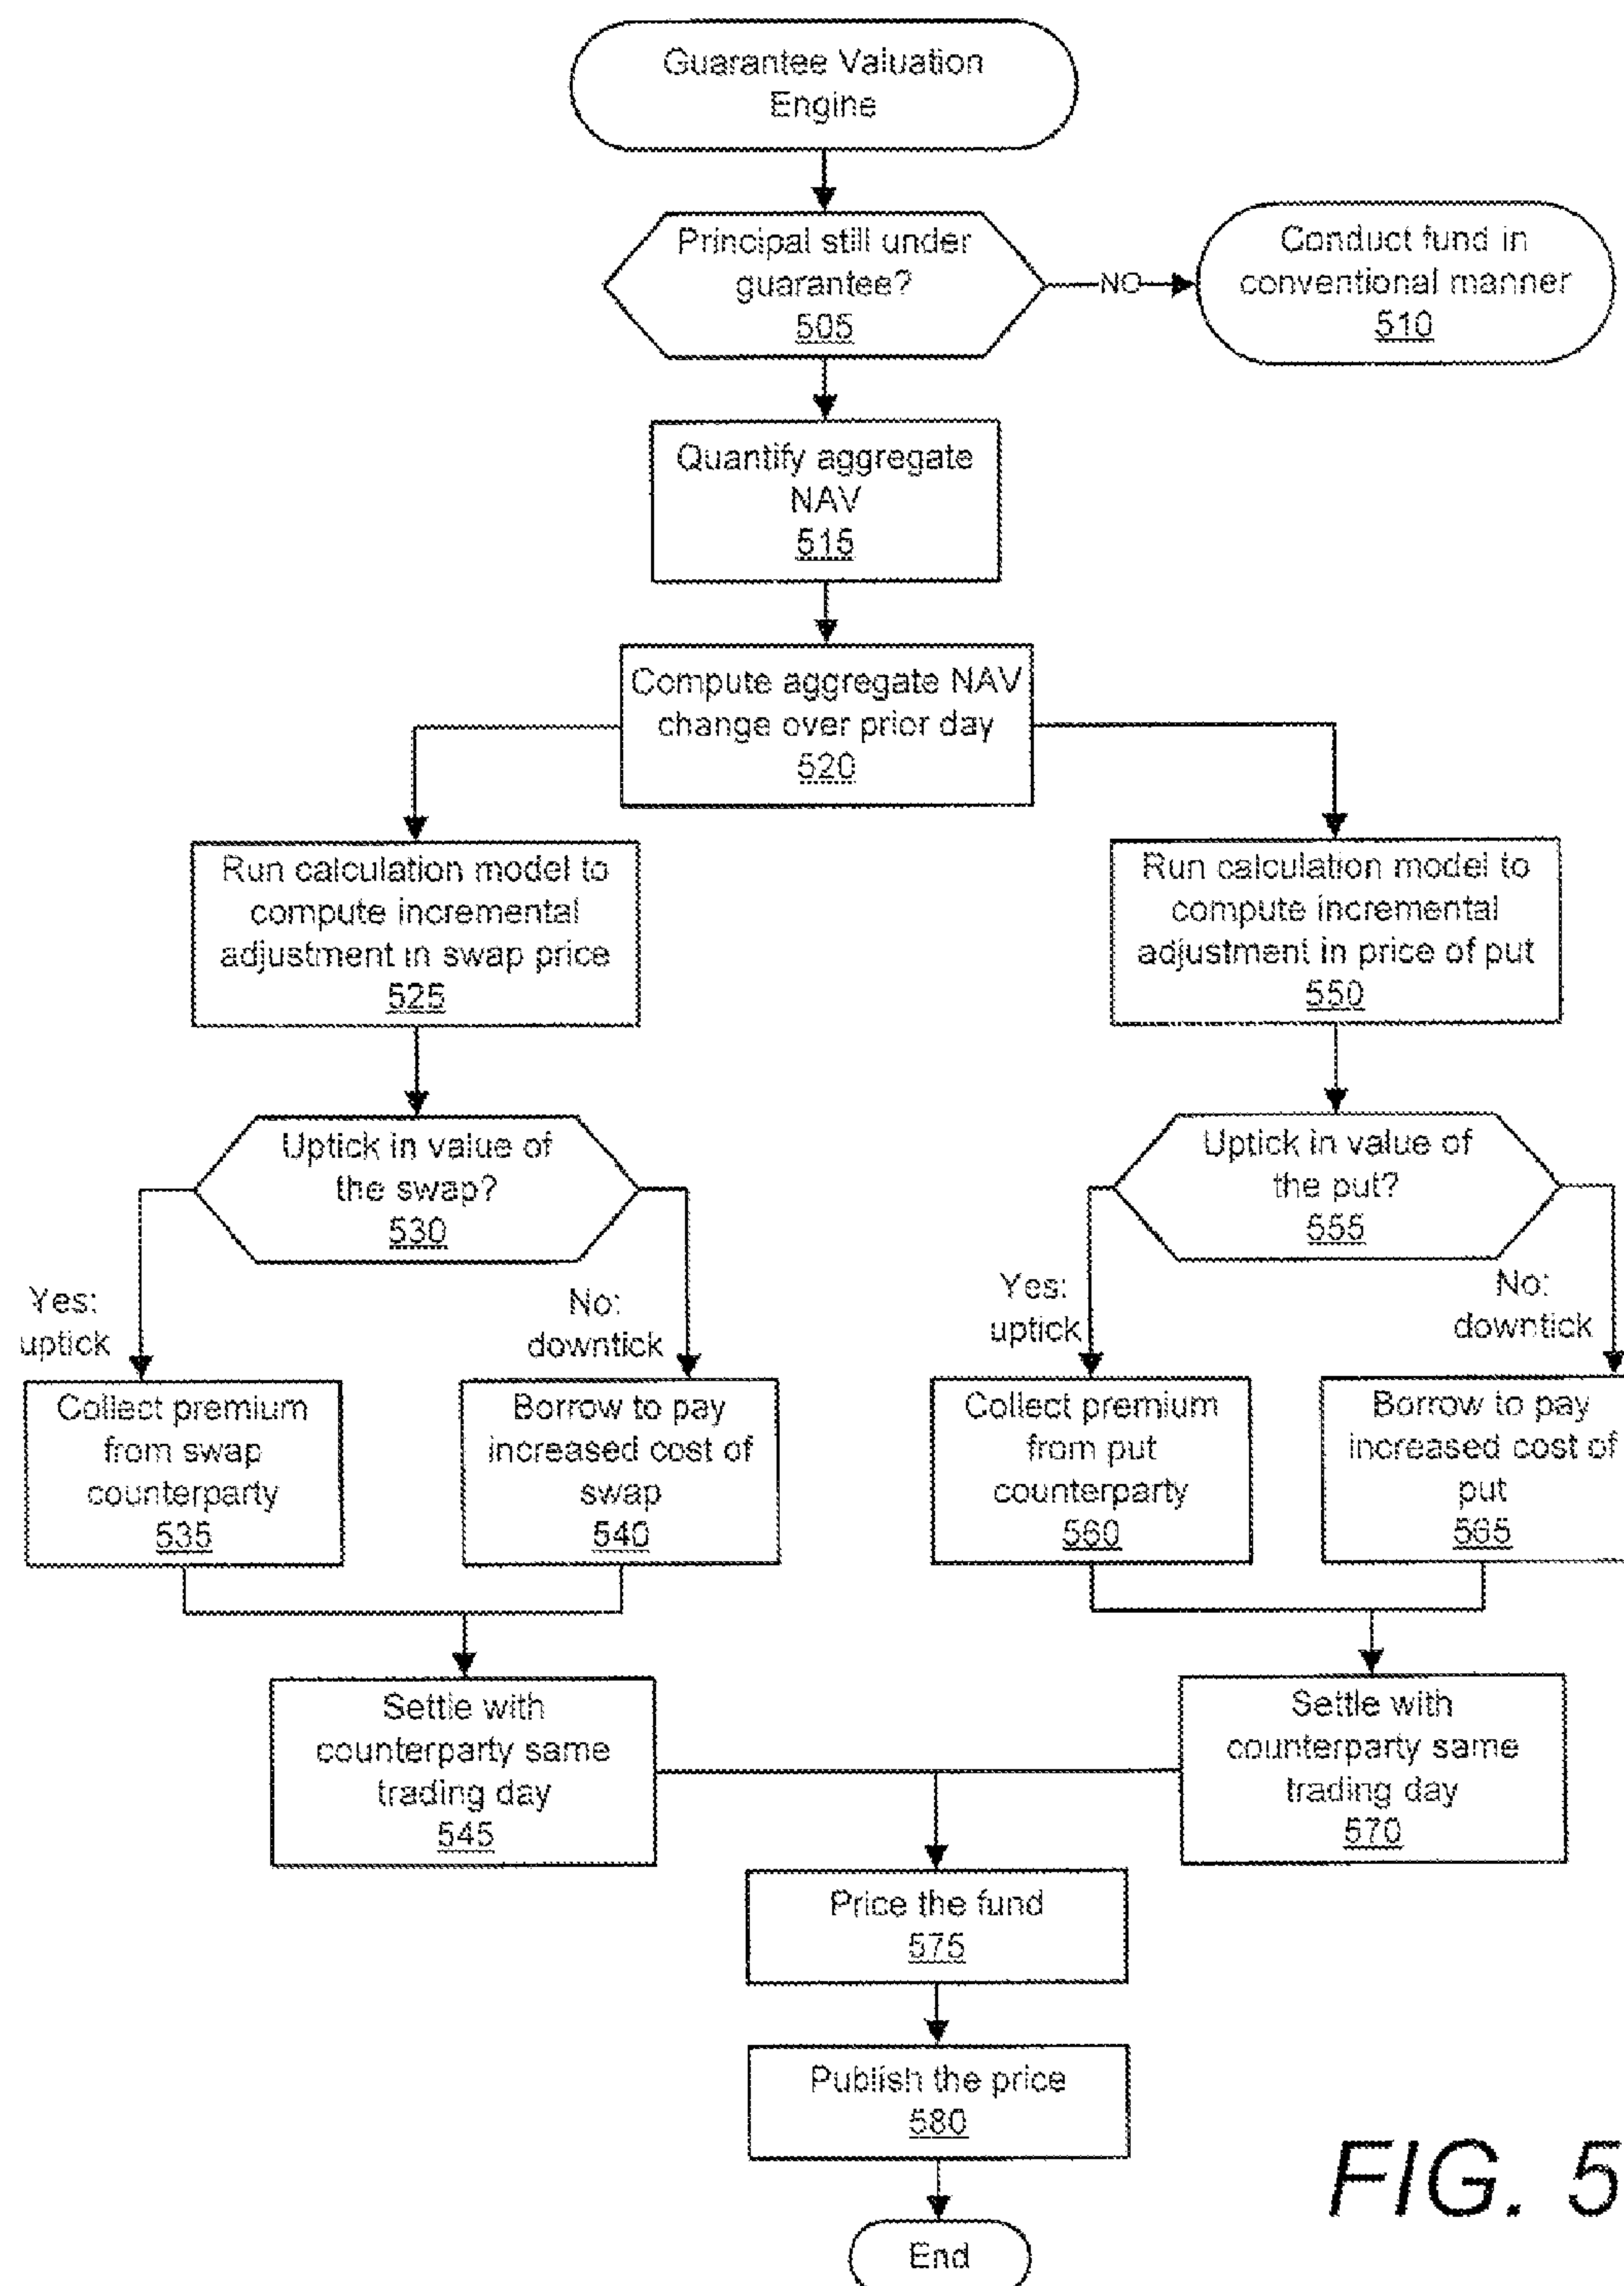 Guarantee Valuation
Engine
Principal still under
guarantee?
505
NO
Conduct fund in
conventional manner
510
Quantify aggregate
NAV
515
Compute aggregate NAV
change over prior day
520
Run calculation model to
compute incremental
adjustment in swap price
525
Run calculation model to
compute incremental
adjustment in price of put
550
Uptick in value of
the swap?
530
Uptick in value of
the put?
555
Yes:
uptick
No:
downtick
Yes:
uptick
No:
downtick
Collect premium
from swap
counterparty
535
Borrow to pay
increased cost of
swap
540
Collect premium
from put
counterparty
560
Borrow to pay
increased cost of
put
565
Settle with
counterparty same
trading day
545
Settle with
counterparty same
trading day
570
Price the fund
575
Publish the price
580
End
FIG. 5